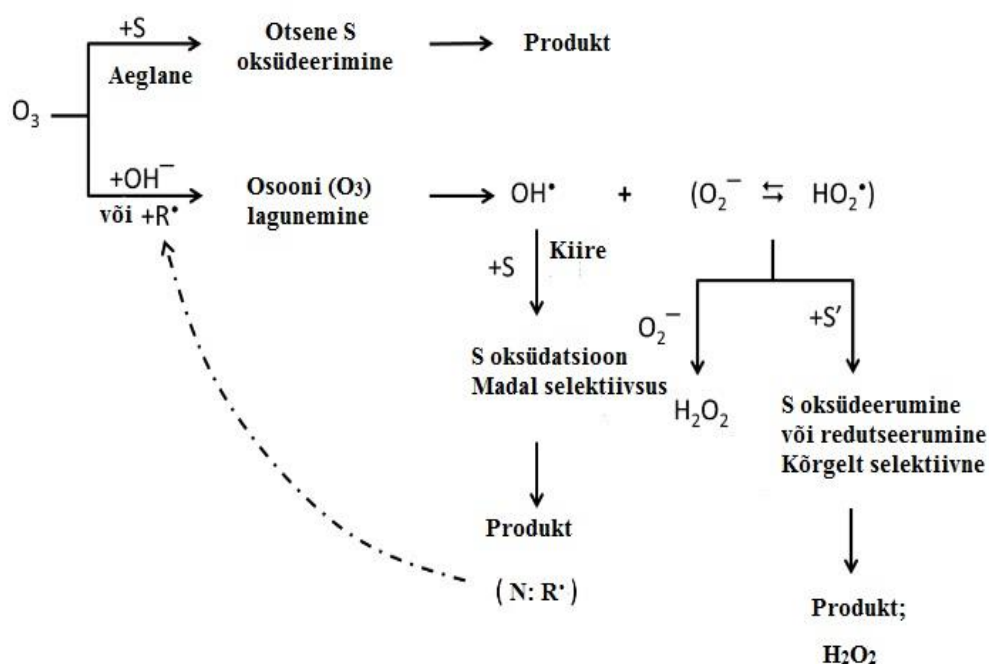 +S
Aeglane
Otsene S
oksüdeerimine
Produkt
O₃
+OH⁻
või +R•
Osooni (O₃)
lagunemine
OH• + (O₂⁻ ⇆ HO₂•)
+S
Kiire
S oksüdatsioon
Madal selektiivsus
Produkt
( N: R• )
O₂⁻
H₂O₂
+S′
S oksüdeerumine
või redutseerumine
Kõrgelt selektiivne
Produkt;
H₂O₂